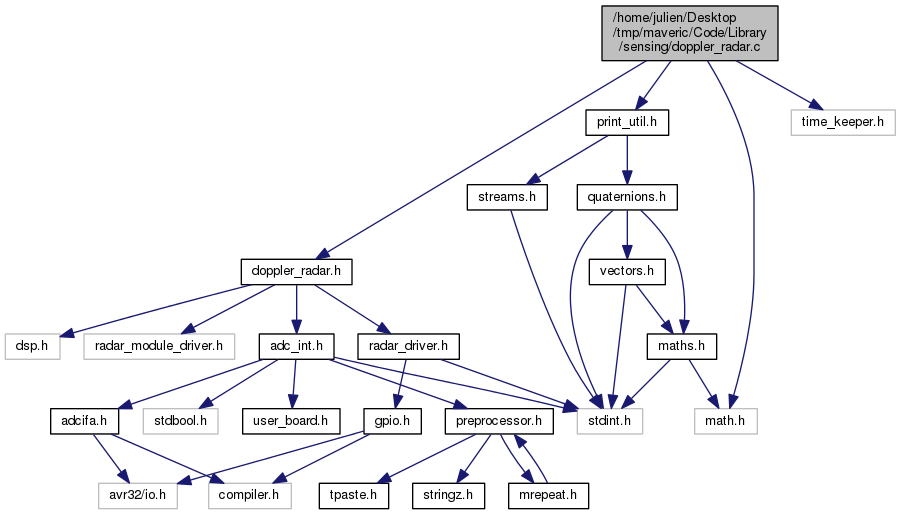 /home/julien/Desktop
/tmp/maveric/Code/Library
/sensing/doppler_radar.c
print_util.h
time_keeper.h
streams.h
quaternions.h
doppler_radar.h
vectors.h
dsp.h
radar_module_driver.h
adc_int.h
radar_driver.h
maths.h
adcifa.h
stdbool.h
user_board.h
gpio.h
preprocessor.h
stdint.h
math.h
avr32/io.h
compiler.h
tpaste.h
stringz.h
mrepeat.h